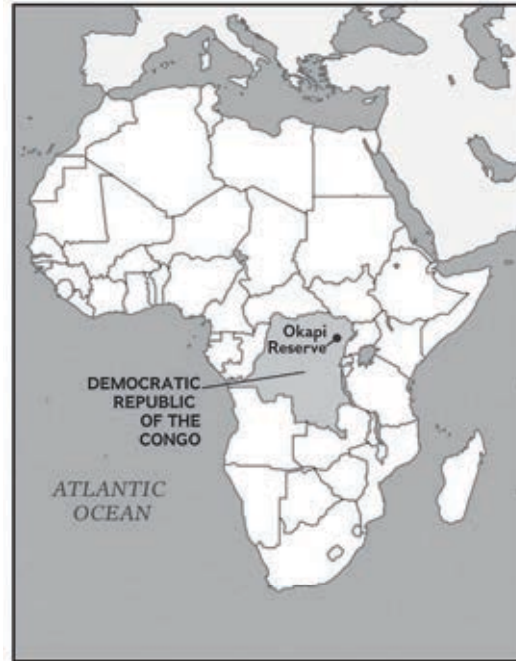 Okapi
Reserve
DEMOCRATIC
REPUBLIC
OF THE
CONGO
ATLANTIC
OCEAN